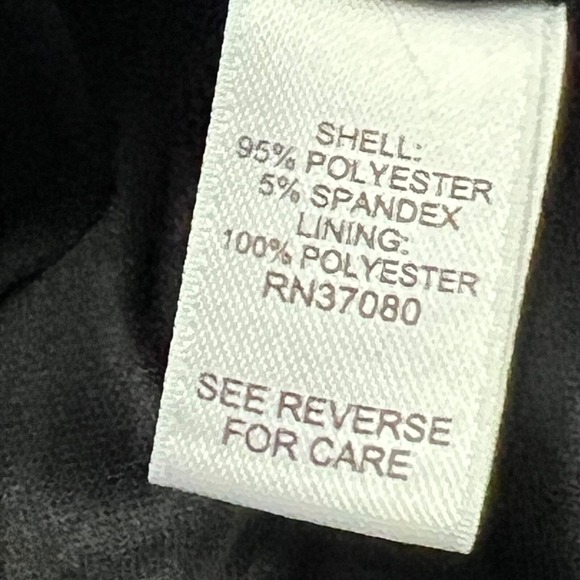 SHELL:
95% POLYESTER
5% SPANDEX
LINING:
100% POLYESTER
RN37080
SEE REVERSE
FOR CARE